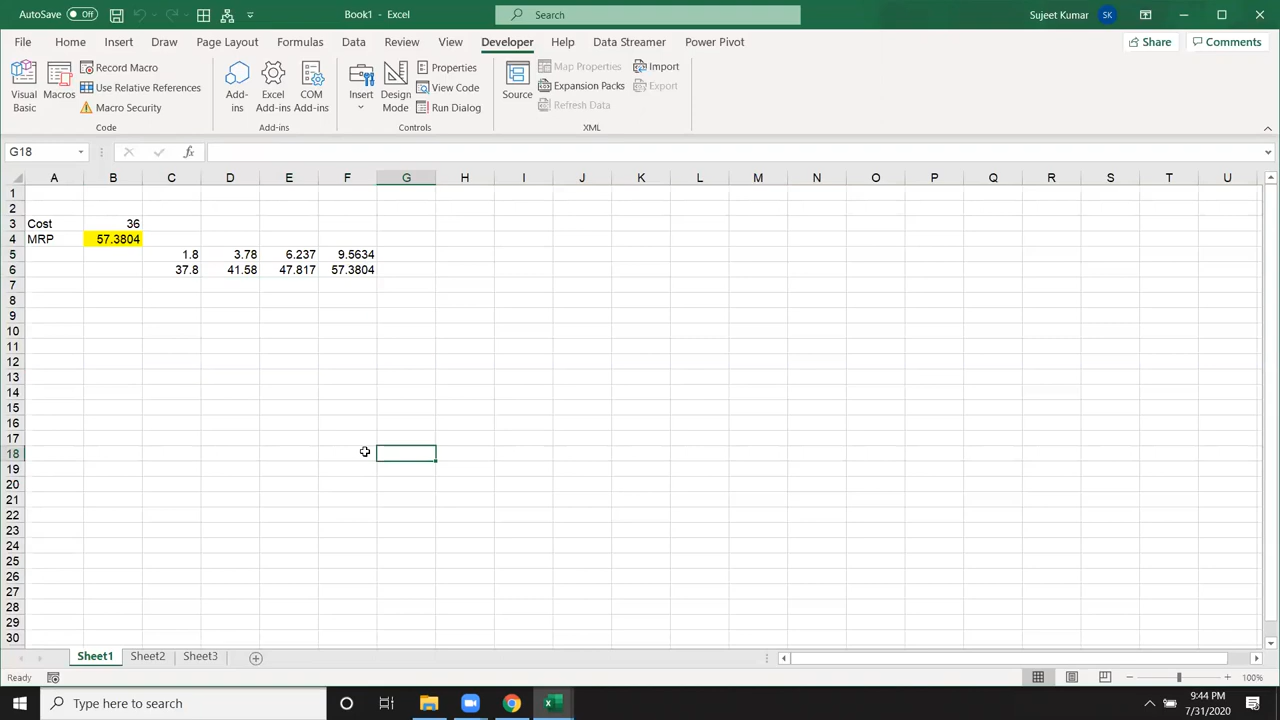 AutoSave Off Book1 - Excel Search Sujeet Kumar SK
File Home Insert Draw Page Layout Formulas Data Review View Developer Help Data Streamer Power Pivot Share Comments
Visual Basic Macros Record Macro Use Relative References Macro Security Code
Add-ins Excel Add-ins COM Add-ins Add-ins
Insert Design Mode Properties View Code Run Dialog Controls
Source Map Properties Expansion Packs Refresh Data Import Export XML
G18 fx
A B C D E F G H I J K L M N O P Q R S T U
1
2
3 Cost 36
4 MRP 57.3804
5 1.8 3.78 6.237 9.5634
6 37.8 41.58 47.817 57.3804
7
8
9
10
11
12
13
14
15
16
17
18
19
20
21
22
23
24
25
26
27
28
29
30
Sheet1 Sheet2 Sheet3
Ready 100%
Type here to search 9:44 PM
7/31/2020